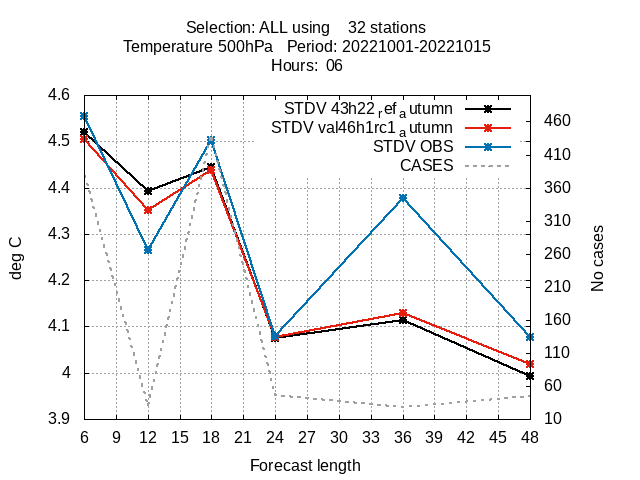 Selection: ALL using 32 stations
Temperature 500hPa Period: 20221001-20221015
Hours: 06
STDV 43h22ᵣefₐutumn
STDV val46h1rc1ₐutumn
STDV OBS
CASES
4.6
4.5
4.4
4.3
4.2
4.1
4
3.9
deg C
460
410
360
310
260
210
160
110
60
10
No cases
6 9 12 15 18 21 24 27 30 33 36 39 42 45 48
Forecast length